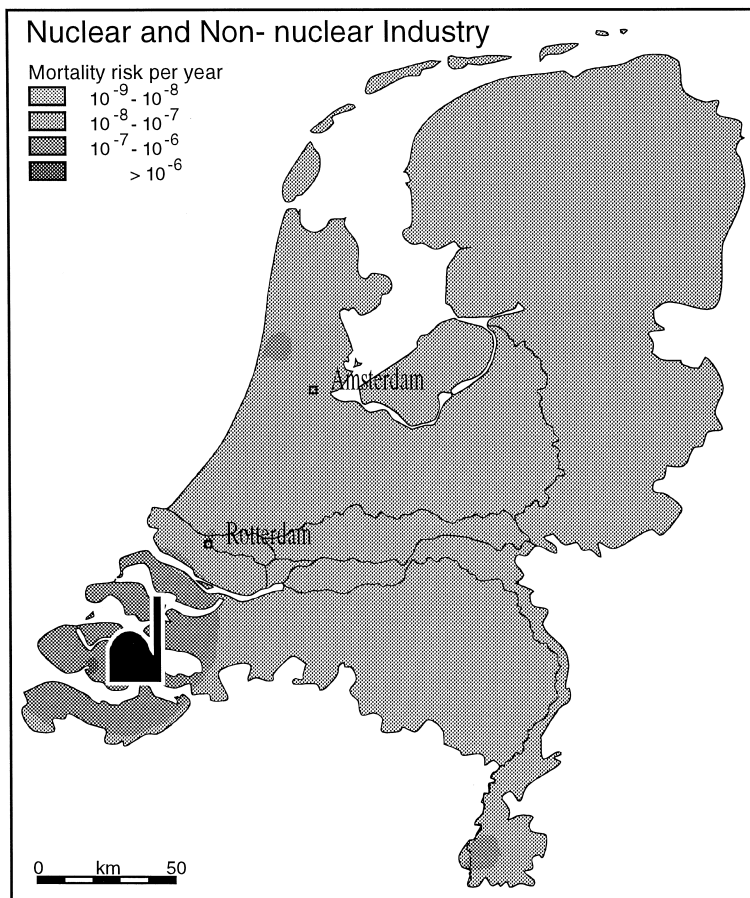 Nuclear and Non- nuclear Industry
Mortality risk per year
10⁻⁹ - 10⁻⁸
10⁻⁸ - 10⁻⁷
10⁻⁷ - 10⁻⁶
> 10⁻⁶
Amsterdam
Rotterdam
0 km 50